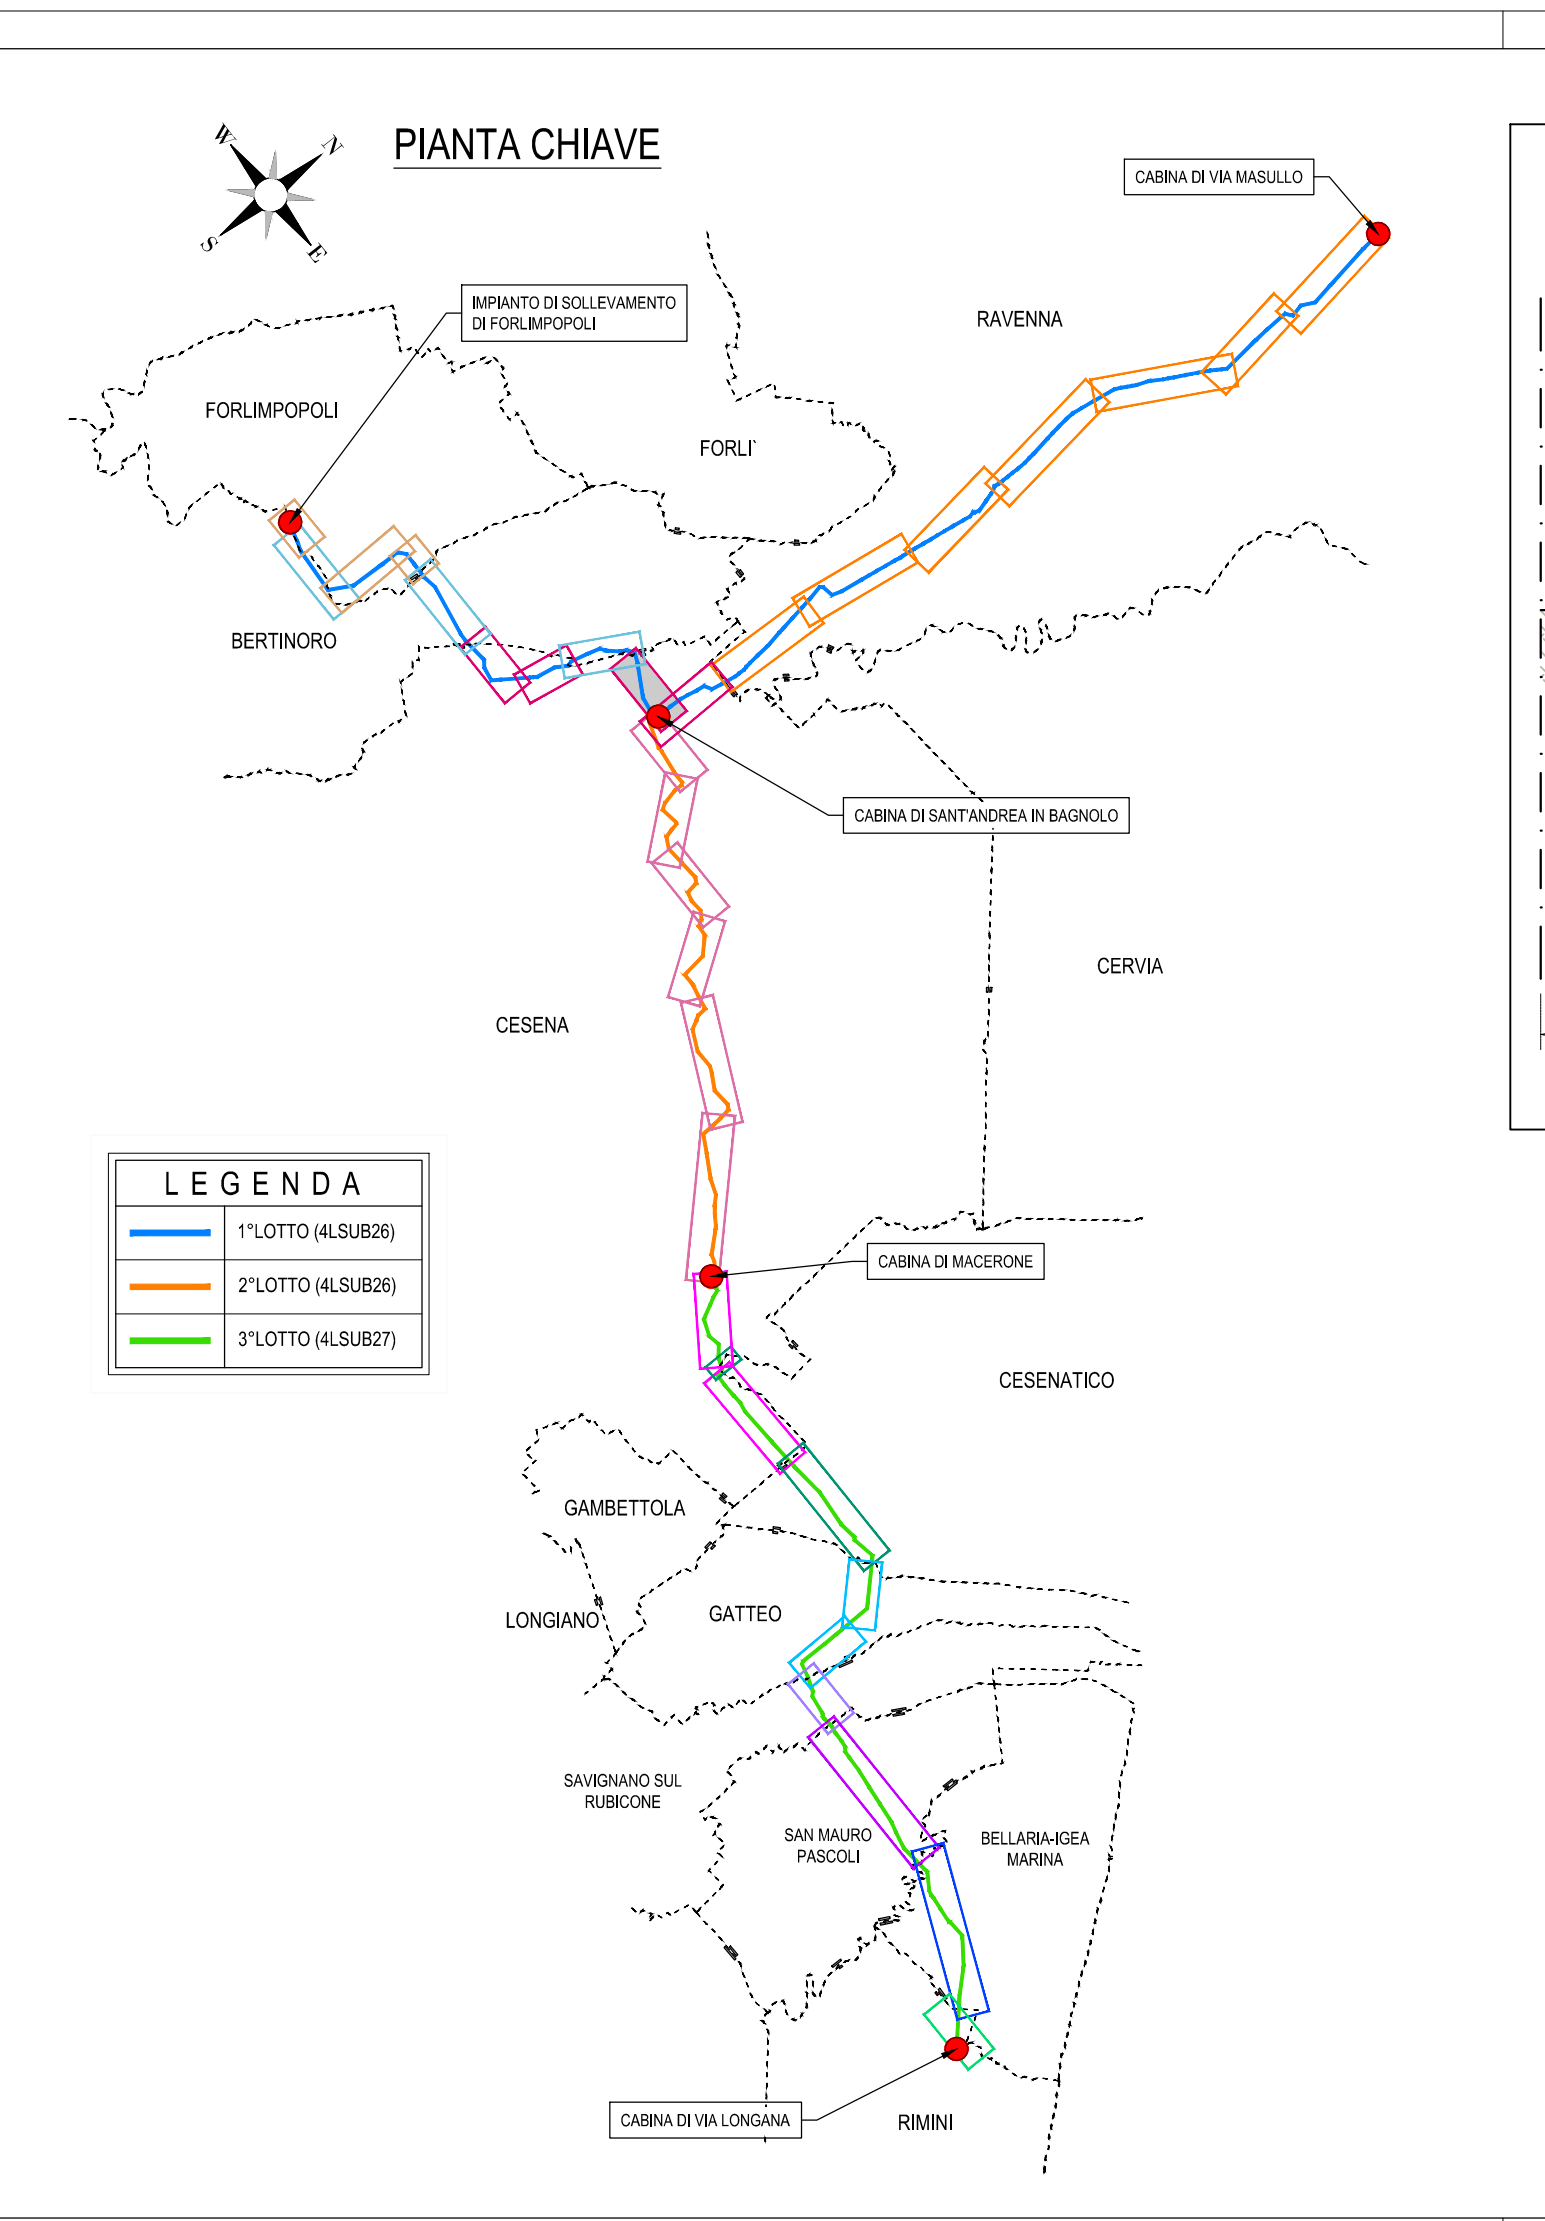 PIANTA CHIAVE
W
N
S
E
CABINA DI VIA MASULLO
IMPIANTO DI SOLLEVAMENTO
DI FORLIMPOPOLI
RAVENNA
FORLIMPOPOLI
FORLI`
BERTINORO
CABINA DI SANT'ANDREA IN BAGNOLO
CERVIA
CESENA
LEGENDA
1°LOTTO (4LSUB26)
2°LOTTO (4LSUB26)
3°LOTTO (4LSUB27)
CABINA DI MACERONE
CESENATICO
GAMBETTOLA
LONGIANO
GATTEO
SAVIGNANO SUL
RUBICONE
SAN MAURO
PASCOLI
BELLARIA-IGEA
MARINA
CABINA DI VIA LONGANA
RIMINI